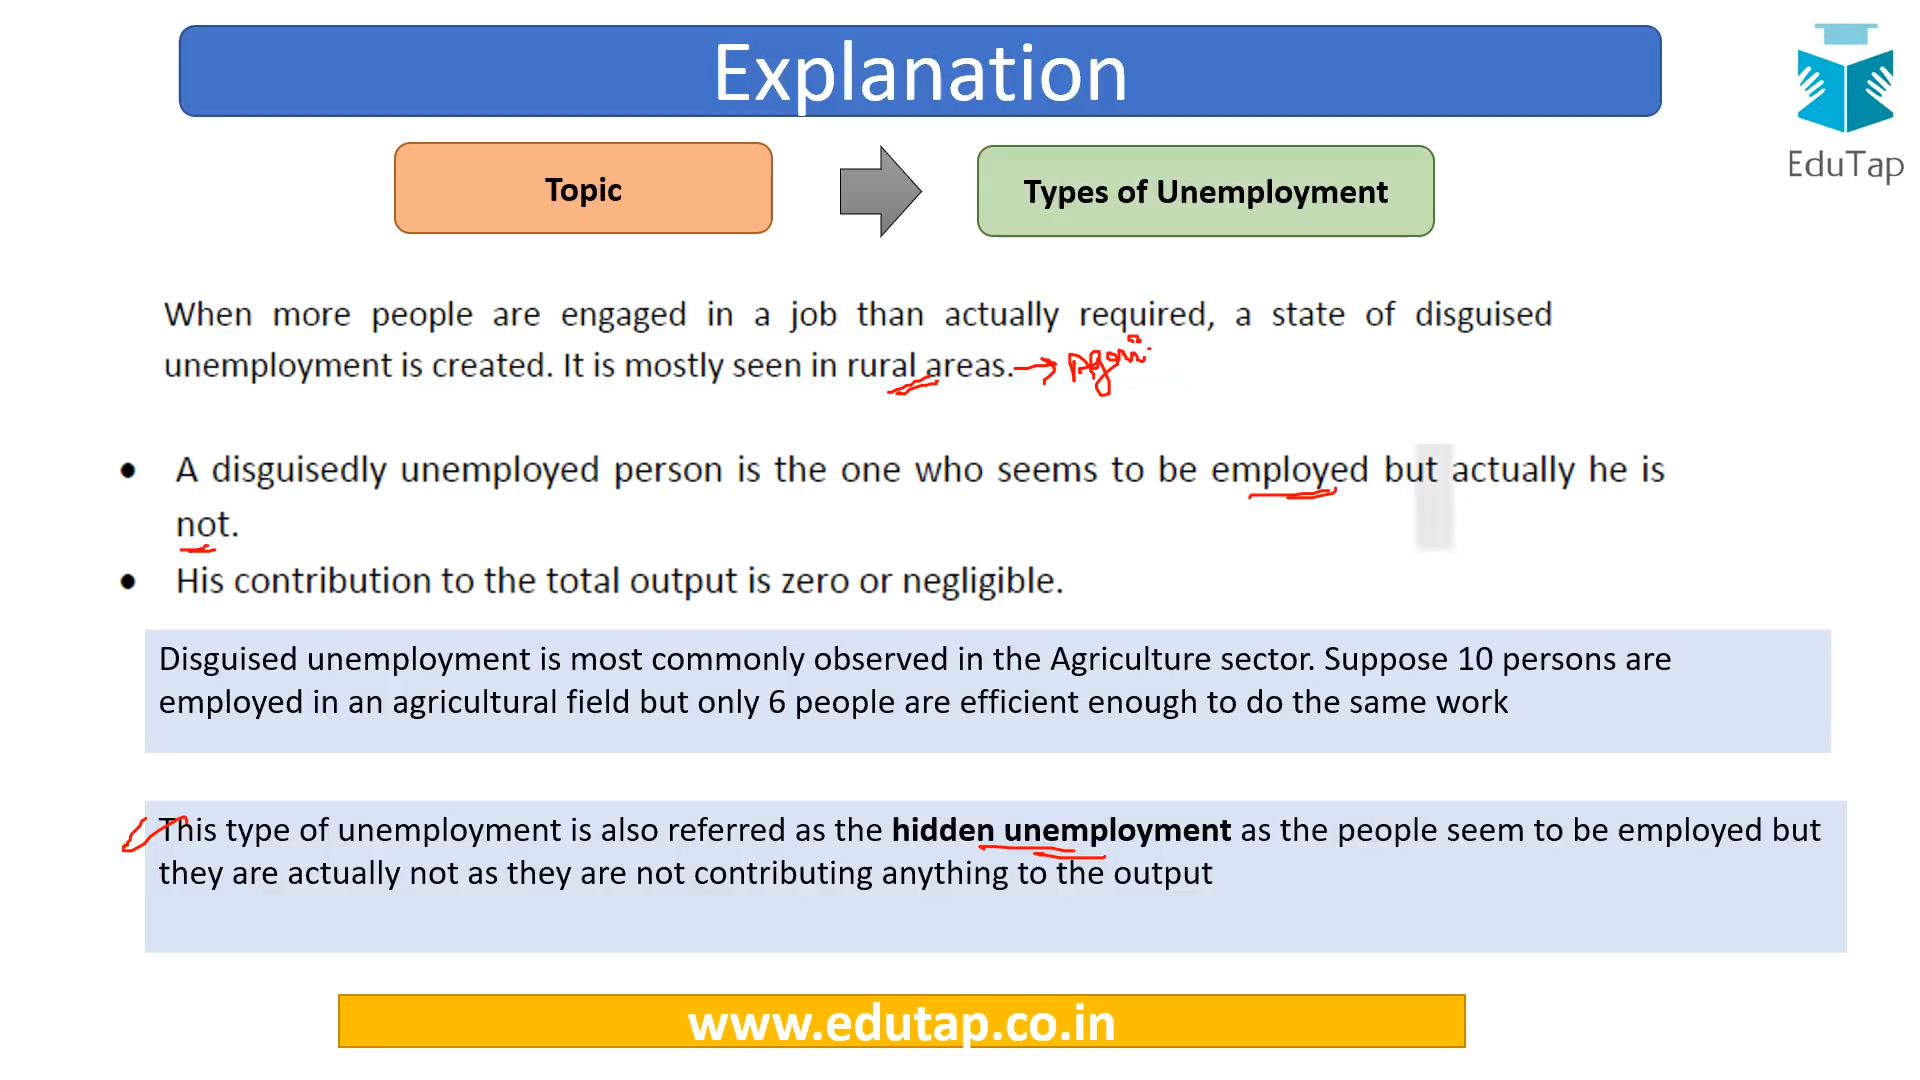 Explanation
EduTap
Topic
Types of Unemployment
When more people are engaged in a job than actually required, a state of disguised
unemployment is created. It is mostly seen in rural areas. → Agri
• A disguisedly unemployed person is the one who seems to be employed but actually he is
not.
• His contribution to the total output is zero or negligible.
Disguised unemployment is most commonly observed in the Agriculture sector. Suppose 10 persons are
employed in an agricultural field but only 6 people are efficient enough to do the same work
This type of unemployment is also referred as the hidden unemployment as the people seem to be employed but
they are actually not as they are not contributing anything to the output
www.edutap.co.in